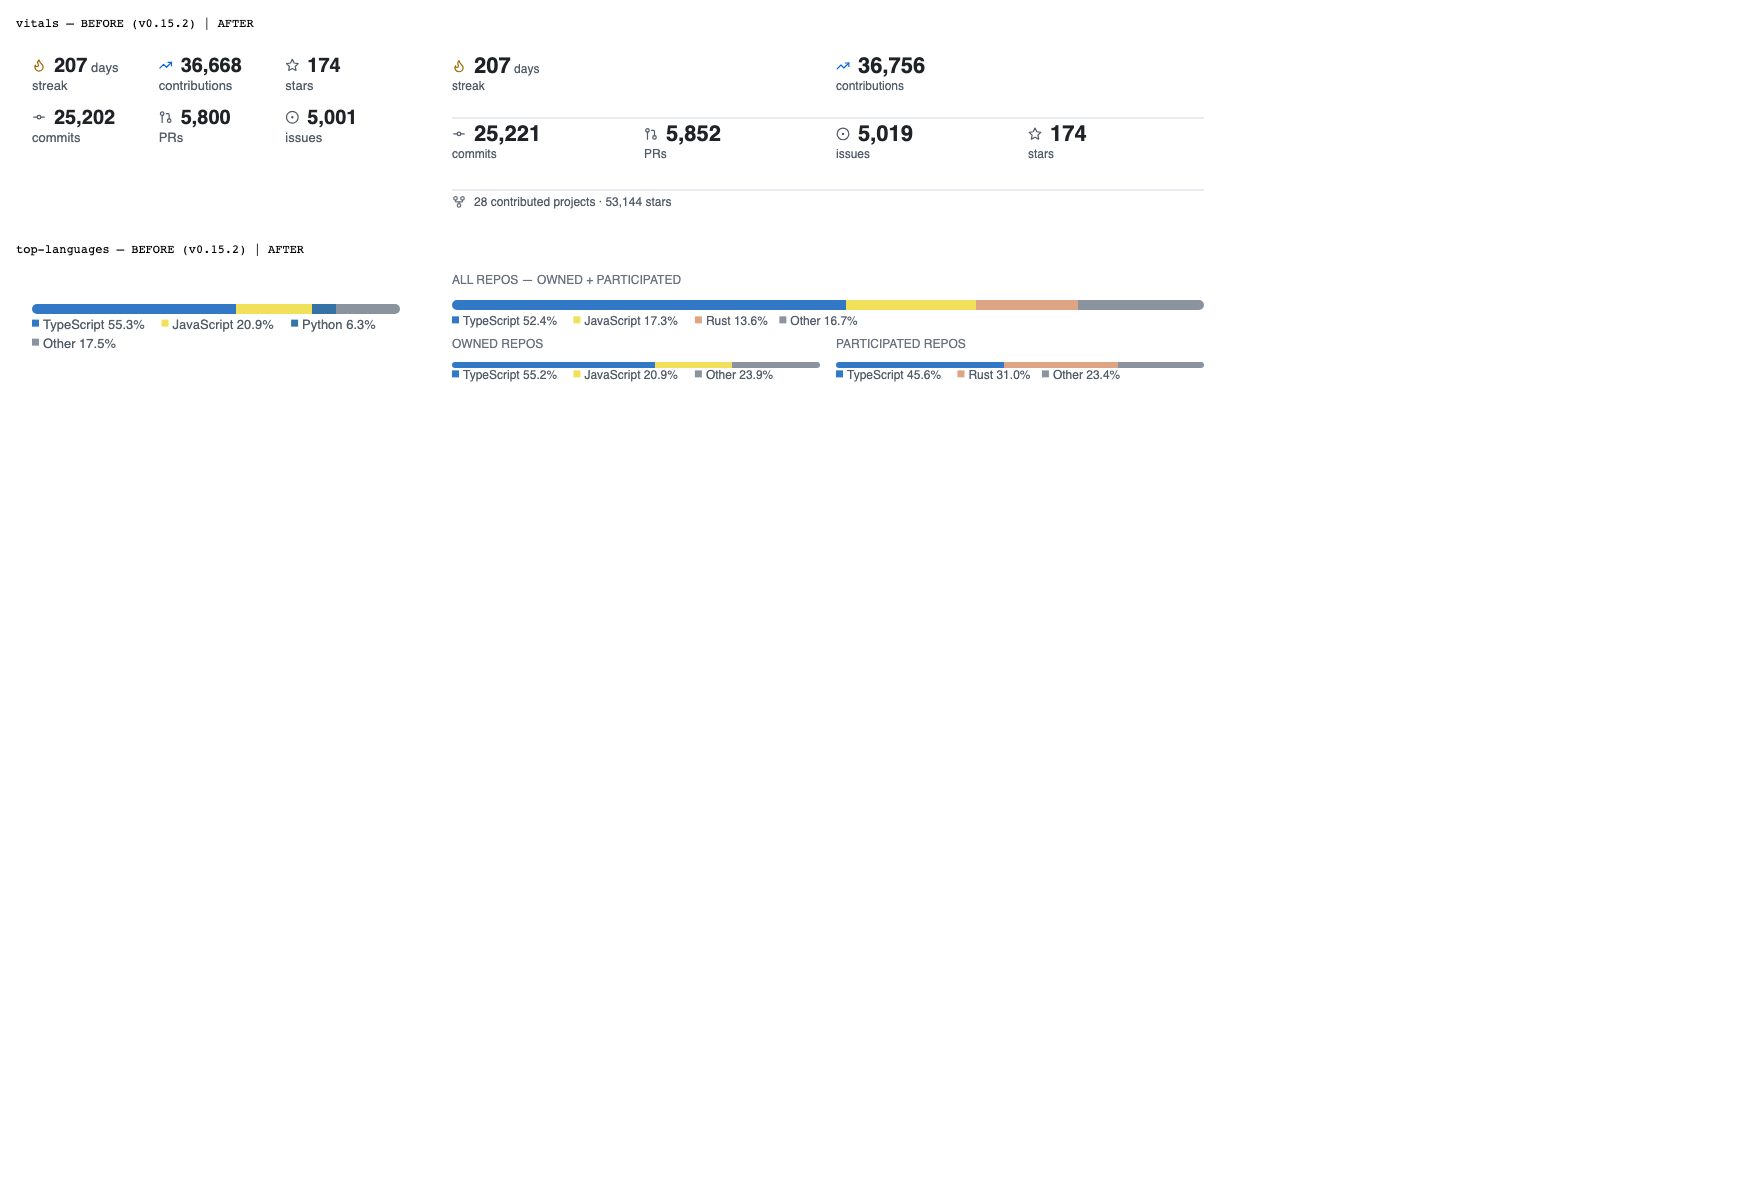 vitals — BEFORE (v0.15.2) | AFTER
207 days
streak
36,668
contributions
174
stars
25,202
commits
5,800
PRs
5,001
issues
207 days
streak
36,756
contributions
25,221
commits
5,852
PRs
5,019
issues
174
stars
28 contributed projects · 53,144 stars
top-languages — BEFORE (v0.15.2) | AFTER
TypeScript 55.3% JavaScript 20.9% Python 6.3%
Other 17.5%
ALL REPOS — OWNED + PARTICIPATED
TypeScript 52.4% JavaScript 17.3% Rust 13.6% Other 16.7%
OWNED REPOS
TypeScript 55.2% JavaScript 20.9% Other 23.9%
PARTICIPATED REPOS
TypeScript 45.6% Rust 31.0% Other 23.4%